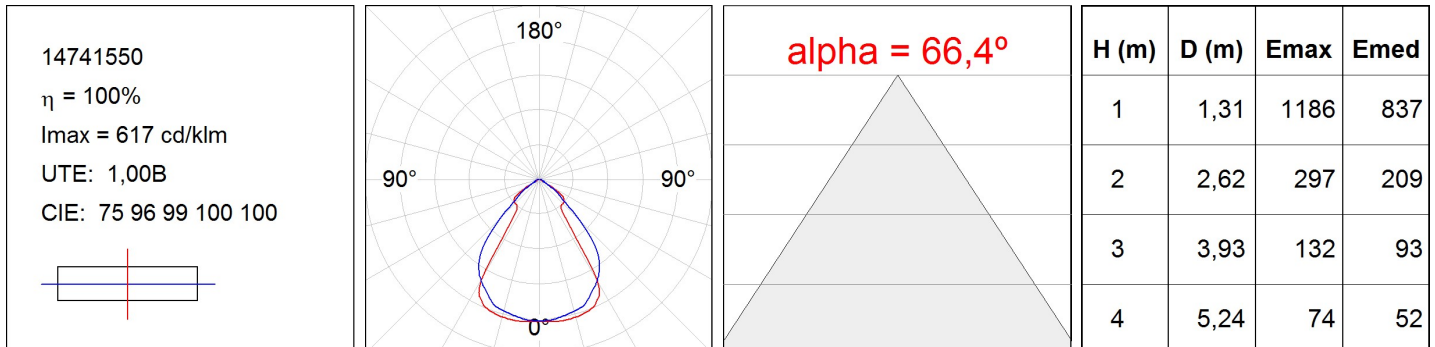 14741550
η = 100%
Imax = 617 cd/klm
UTE: 1,00B
CIE: 75 96 99 100 100
180°
90° 90°
0°
alpha = 66,4º
H (m) D (m) Emax Emed
1 1,31 1186 837
2 2,62 297 209
3 3,93 132 93
4 5,24 74 52